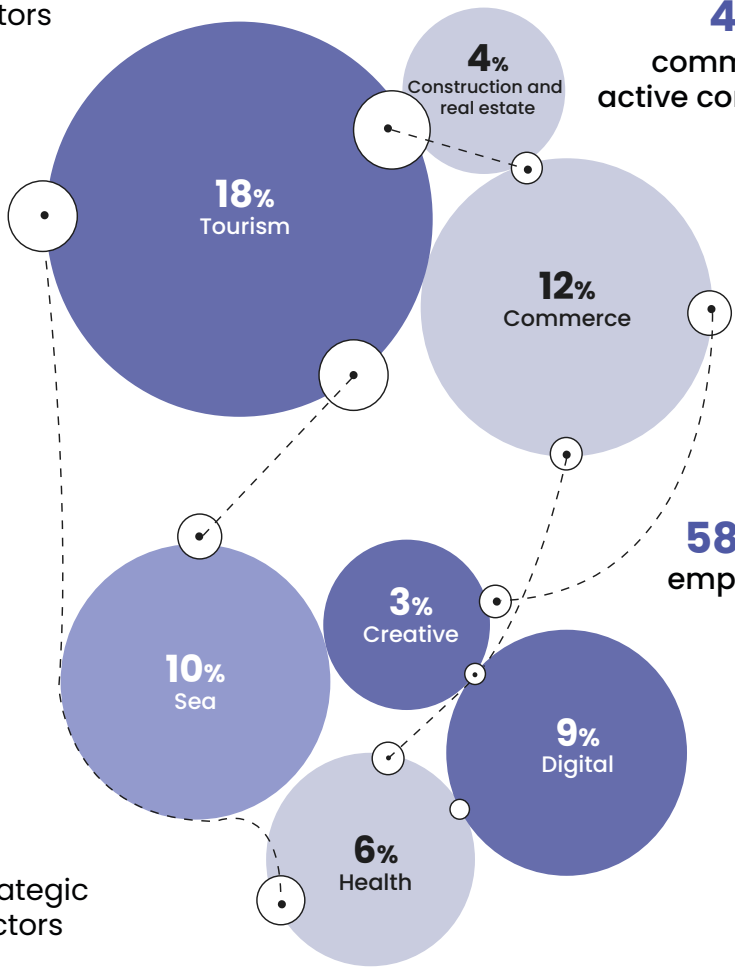 tors
4%
Construction and
real estate
4
comm
active co
18%
Tourism
12%
Commerce
58
emp
3%
Creative
10%
Sea
9%
Digital
6%
Health
ategic
ctors